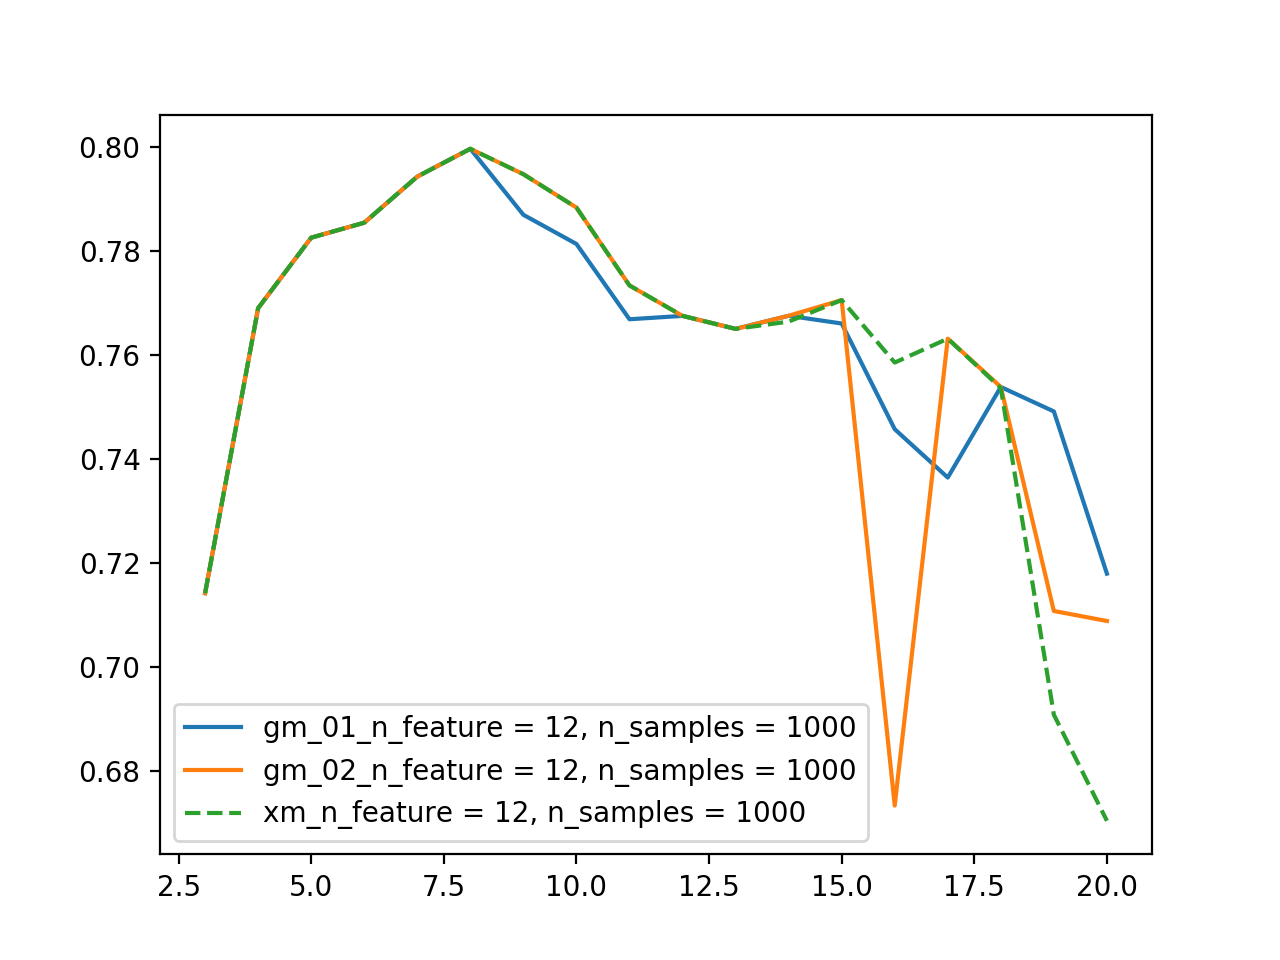 0.80
0.78
0.76
0.74
0.72
0.70
0.68
gm_01_n_feature = 12, n_samples = 1000
gm_02_n_feature = 12, n_samples = 1000
xm_n_feature = 12, n_samples = 1000
2.5 5.0 7.5 10.0 12.5 15.0 17.5 20.0